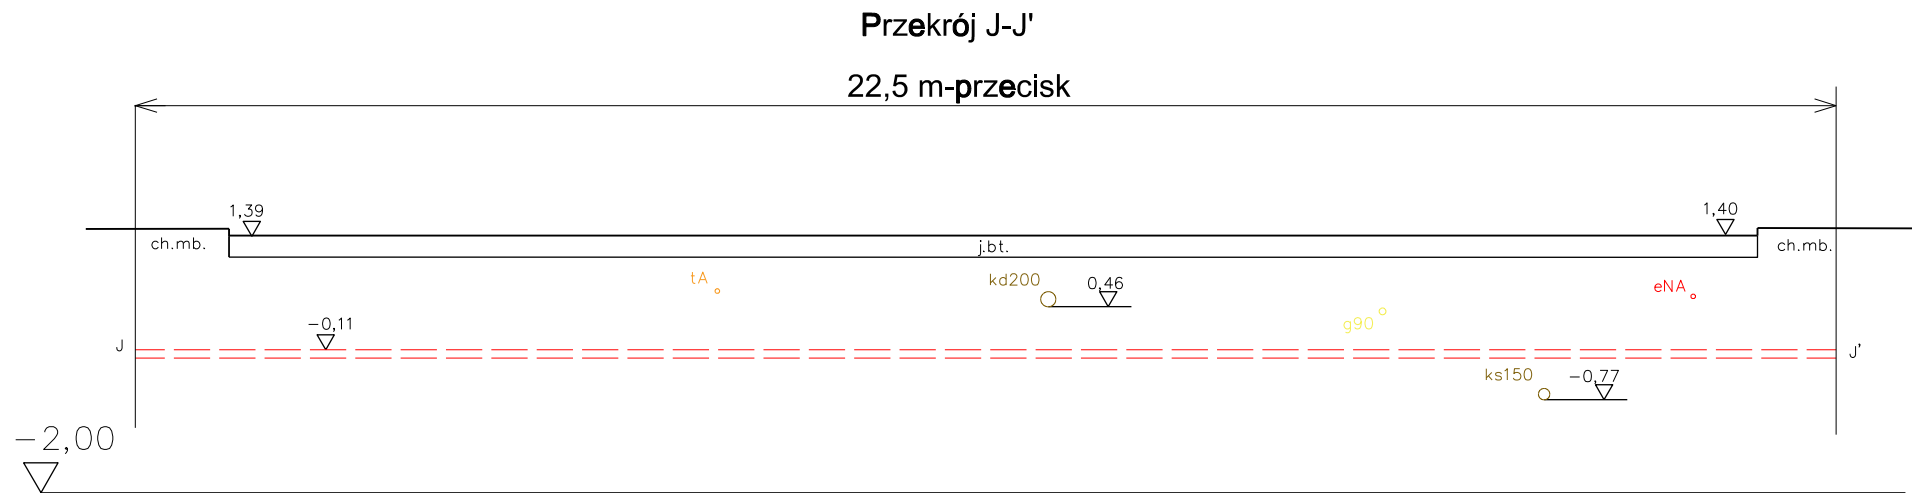 Przekrój J-J'
22,5 m-przecisk
1,39
1,40
ch.mb.
j.bt.
ch.mb.
tA
kd200
0,46
eNA
-0,11
g90
J
J'
ks150
-0,77
-2,00